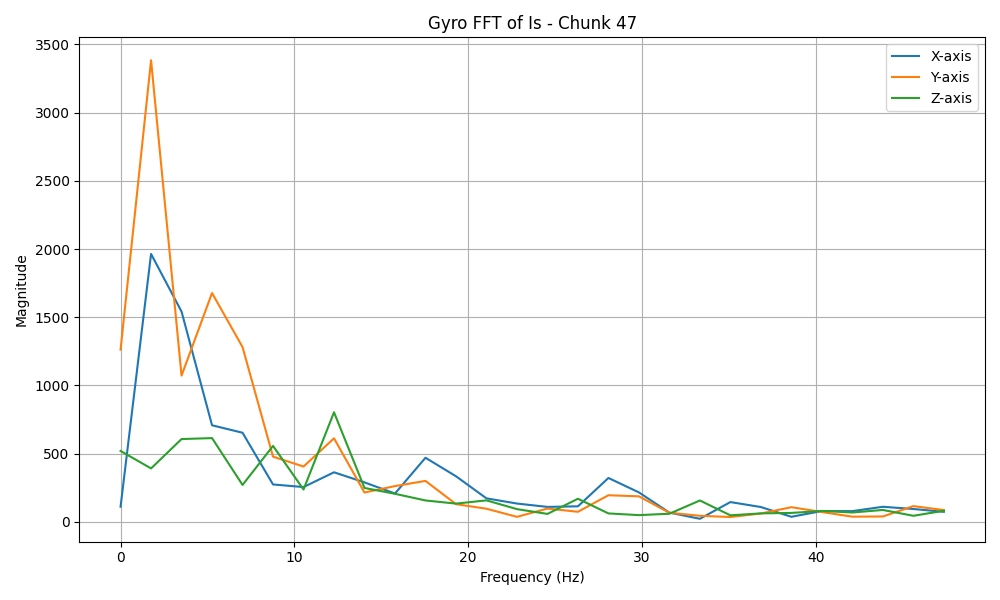 Gyro FFT of Is - Chunk 47
3500
3000
2500
2000
1500
1000
500
0
Magnitude
0 10 20 30 40
Frequency (Hz)
X-axis
Y-axis
Z-axis